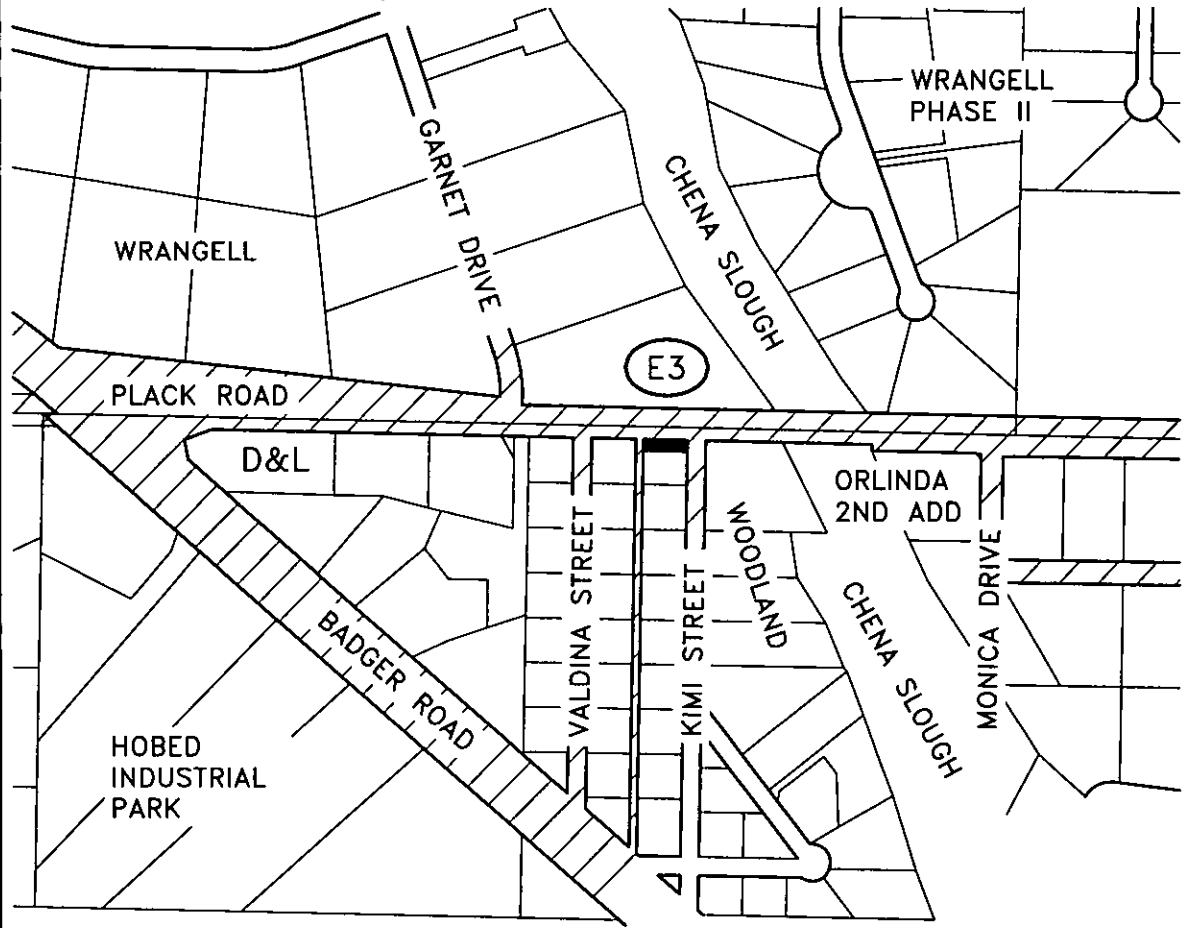 WRANGELL
PHASE II
GARNET DRIVE
CHENA SLOUGH
WRANGELL
E3
PLACK ROAD
D&L
ORLINDA
2ND ADD
WOODLAND
VALDINA STREET
KIMI STREET
MONICA DRIVE
CHENA SLOUGH
BADGER ROAD
HOBED
INDUSTRIAL
PARK